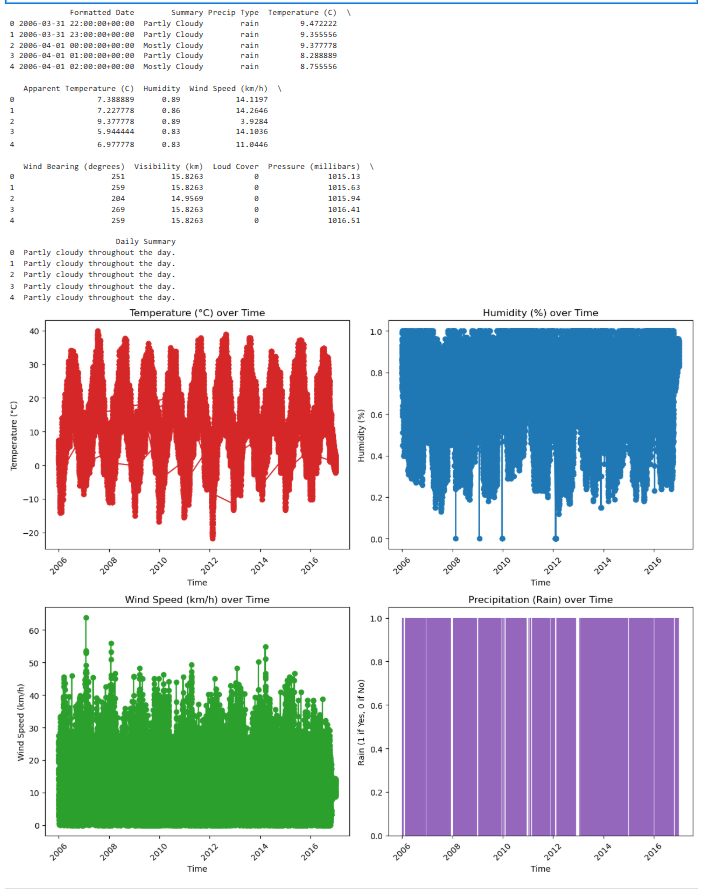 Formatted Date Summary Precip Type Temperature (C) \
0 2006-03-31 22:00:00+00:00 Partly Cloudy rain 9.472222
1 2006-03-31 23:00:00+00:00 Partly Cloudy rain 9.355556
2 2006-04-01 00:00:00+00:00 Mostly Cloudy rain 9.377778
3 2006-04-01 01:00:00+00:00 Partly Cloudy rain 8.288889
4 2006-04-01 02:00:00+00:00 Mostly Cloudy rain 8.755556
Apparent Temperature (C) Humidity Wind Speed (km/h) \
0 7.388889 0.89 14.1197
1 7.227778 0.86 14.2646
2 9.377778 0.89 3.9284
3 5.944444 0.83 14.1036
4 6.977778 0.83 11.0446
Wind Bearing (degrees) Visibility (km) Loud Cover Pressure (millibars) \
0 251 15.8263 0 1015.13
1 259 15.8263 0 1015.63
2 204 14.9569 0 1015.94
3 269 15.8263 0 1016.41
4 259 15.8263 0 1016.51
Daily Summary
0 Partly cloudy throughout the day.
1 Partly cloudy throughout the day.
2 Partly cloudy throughout the day.
3 Partly cloudy throughout the day.
4 Partly cloudy throughout the day.
Temperature (°C) over Time
40
30
20
10
0
−10
−20
Temperature (°C)
2006 2008 2010 2012 2014 2016
Time
Humidity (%) over Time
1.0
0.8
0.6
0.4
0.2
0.0
Humidity (%)
2006 2008 2010 2012 2014 2016
Time
Wind Speed (km/h) over Time
60
50
40
30
20
10
0
Wind Speed (km/h)
2006 2008 2010 2012 2014 2016
Time
Precipitation (Rain) over Time
1.0
0.8
0.6
0.4
0.2
0.0
Rain (1 if Yes, 0 if No)
2006 2008 2010 2012 2014 2016
Time